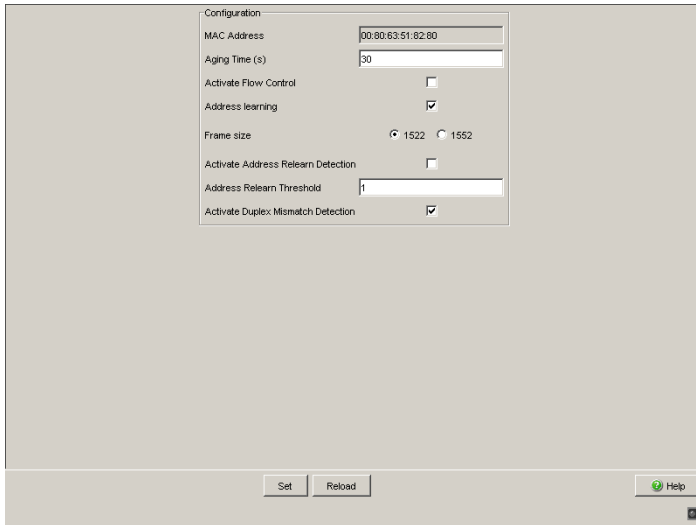 Configuration
MAC Address 00:80:63:51:82:80
Aging Time (s) 30
Activate Flow Control
Address learning
Frame size 1522 1552
Activate Address Relearn Detection
Address Relearn Threshold 1
Activate Duplex Mismatch Detection
Set Reload Help